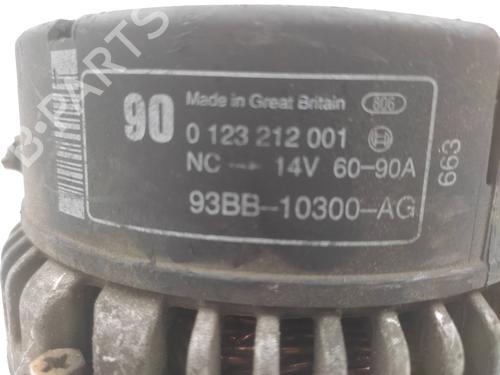 B-PARTS
90
Made in Great Britain 806
0 123 212 001
NC → 14V 60-90A
93BB-10300-AG
663